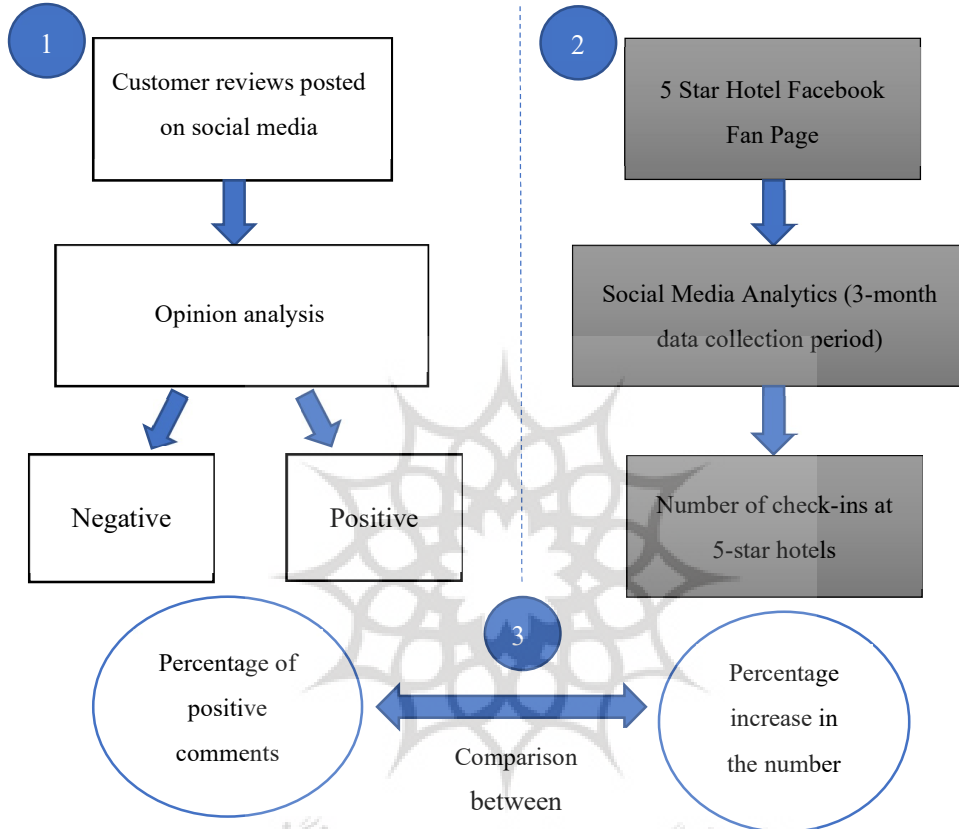 1
Customer reviews posted
on social media
Opinion analysis
Negative
Positive
Percentage of
positive
comments
2
5 Star Hotel Facebook
Fan Page
Social Media Analytics (3-month
data collection period)
Number of check-ins at
5-star hotels
3
Comparison
between
Percentage
increase in
the number